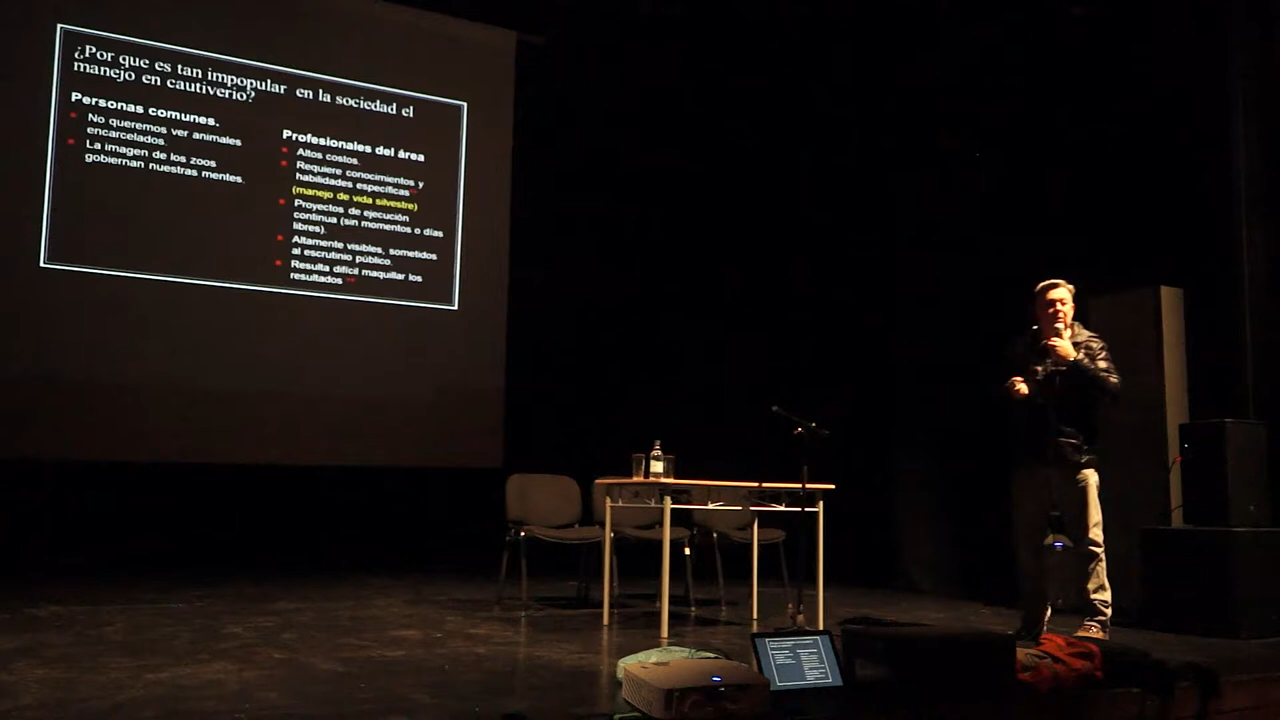 ¿Por que es tan impopular en la sociedad el
manejo en cautiverio?
Personas comunes.
No queremos ver animales
encarcelados.
La imagen de los zoos
gobiernan nuestras mentes.
Profesionales del área
Altos costos.
Requiere conocimientos y
habilidades específicas
(manejo de vida silvestre)
Proyectos de ejecución
continua (sin momentos o días
libres).
Altamente visibles, sometidos
al escrutinio público.
Resulta difícil maquillar los
resultados